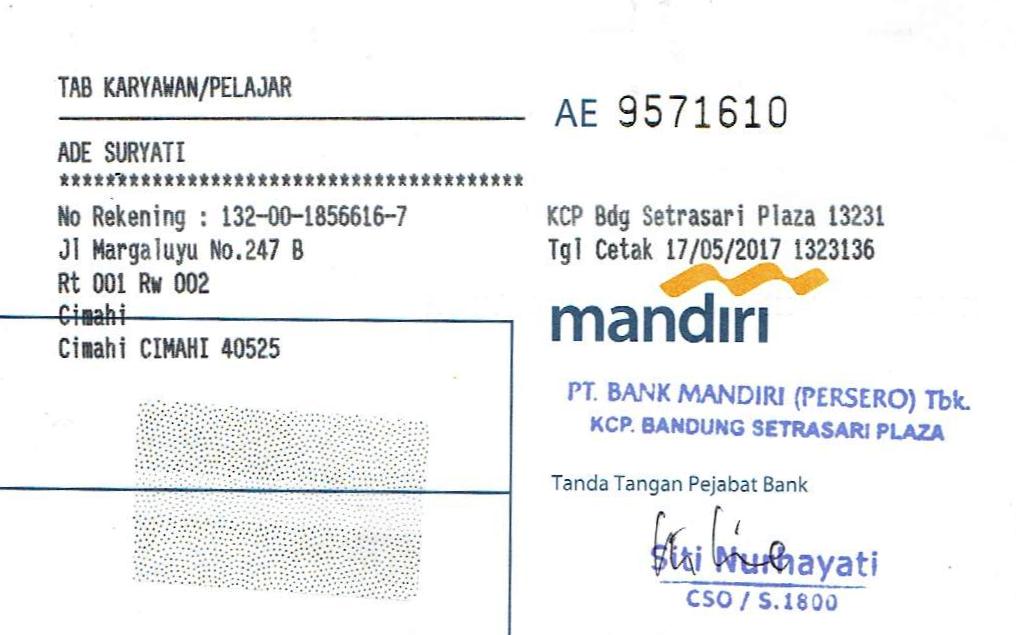 TAB KARYAWAN/PELAJAR
AE 9571610
ADE SURYATI
****************************************
No Rekening : 132-00-1856616-7
Jl Margaluyu No.247 B
Rt 001 Rw 002
Cimahi
Cimahi CIMAHI 40525
KCP Bdg Setrasari Plaza 13231
Tgl Cetak 17/05/2017 1323136
mandiri
PT. BANK MANDIRI (PERSERO) Tbk.
KCP. BANDUNG SETRASARI PLAZA
Tanda Tangan Pejabat Bank
Siti Nurhayati
CSO / S.1800